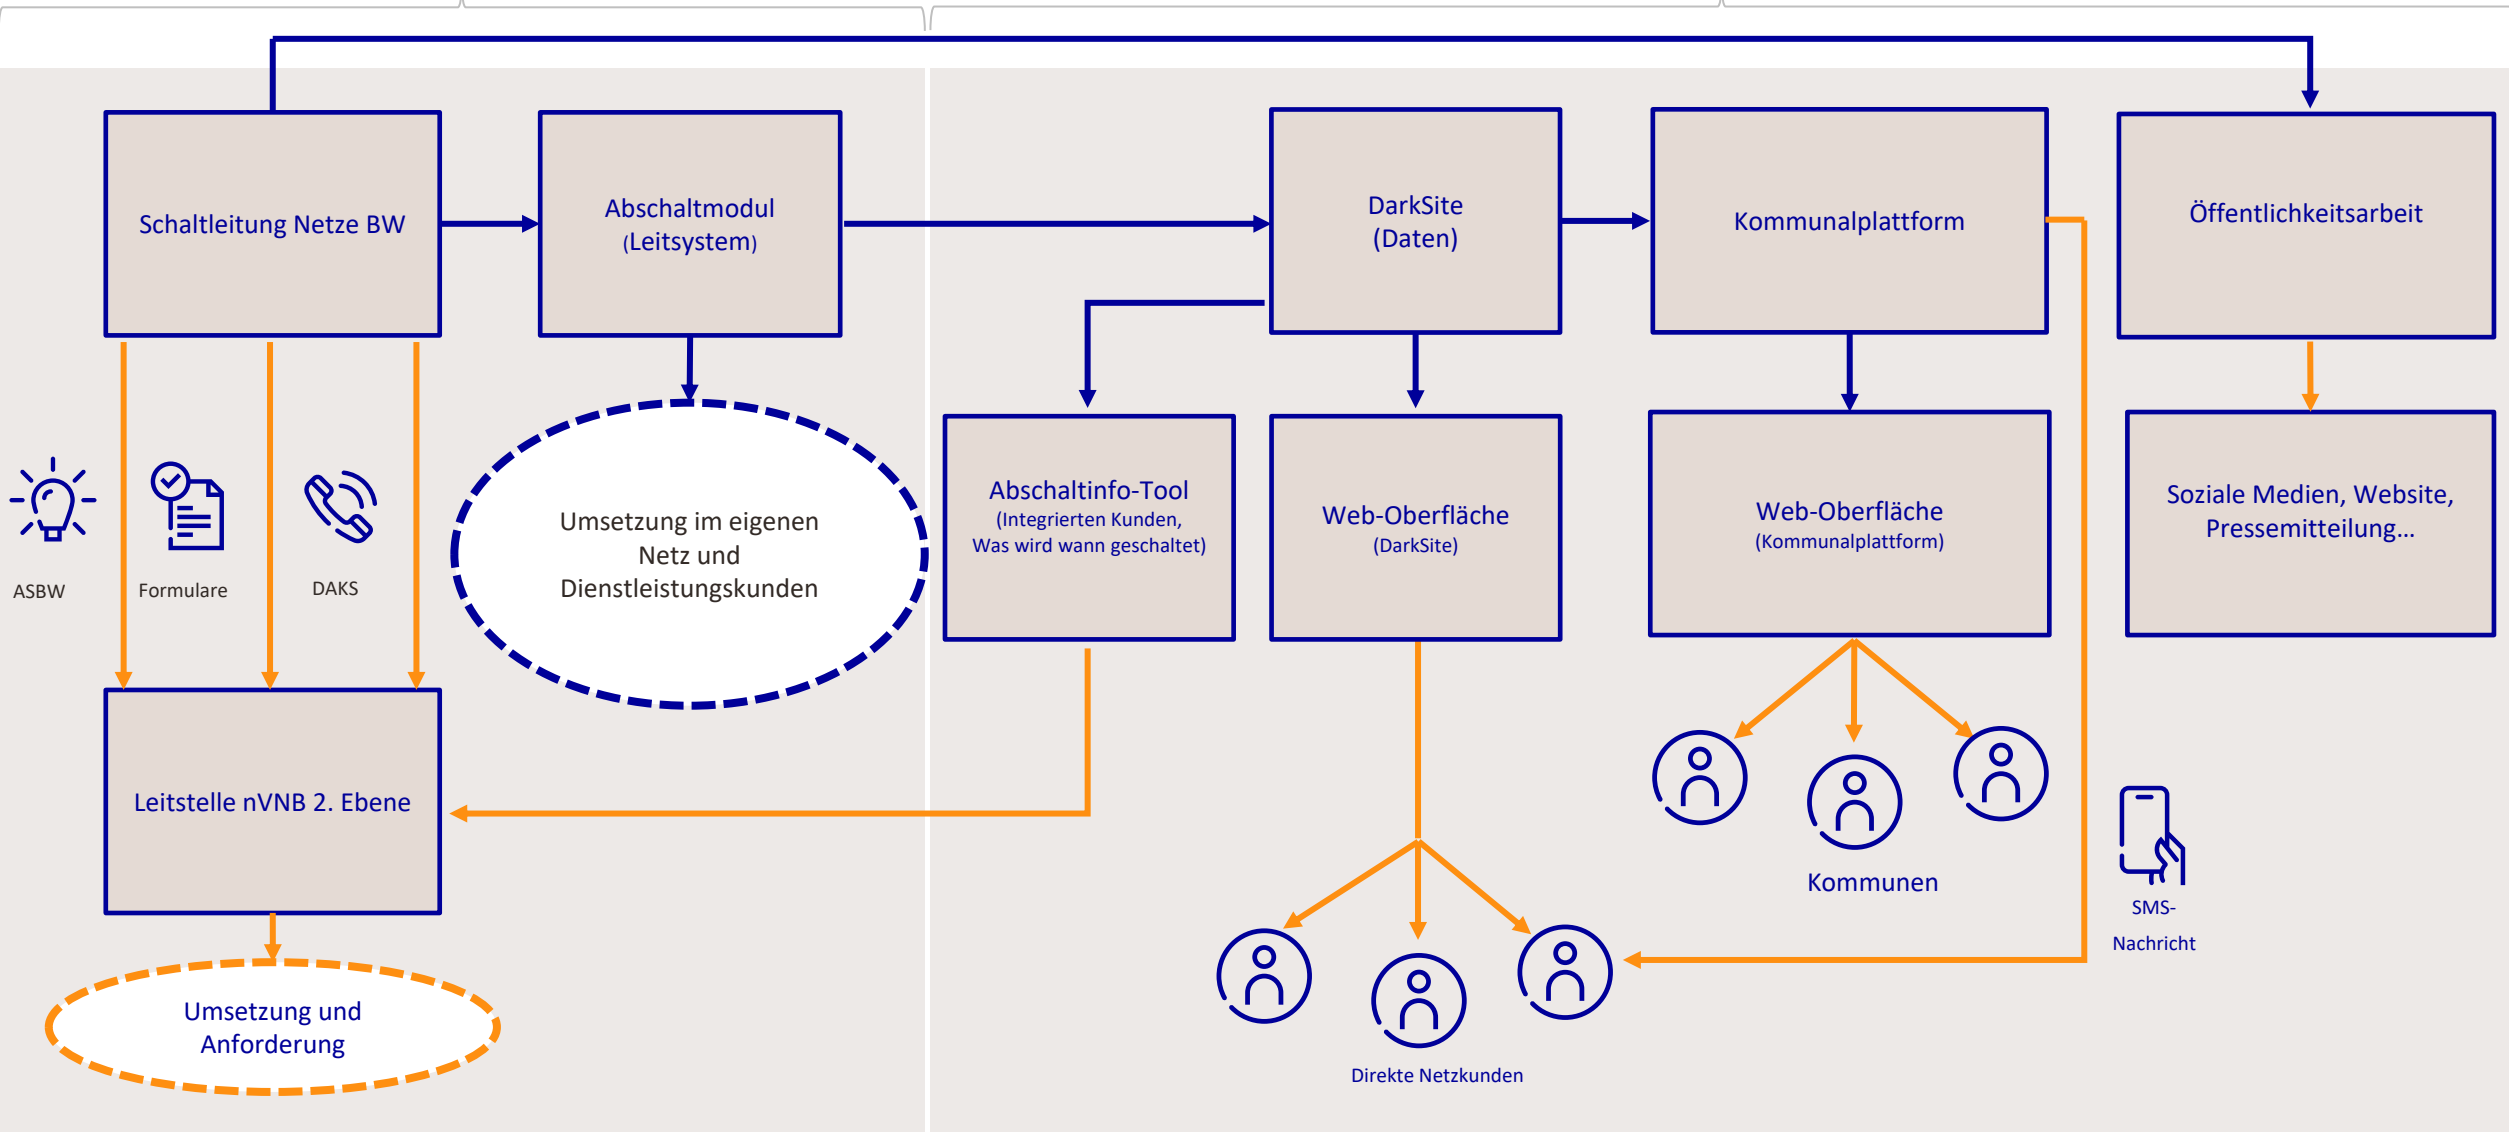 Schaltleitung Netze BW
Abschaltmodul
(Leitsystem)
DarkSite
(Daten)
Kommunalplattform
Öffentlichkeitsarbeit
ASBW
Formulare
DAKS
Umsetzung im eigenen
Netz und
Dienstleistungskunden
Abschaltinfo-Tool
(Integrierten Kunden,
Was wird wann geschaltet)
Web-Oberfläche
(DarkSite)
Web-Oberfläche
(Kommunalplattform)
Soziale Medien, Website,
Pressemitteilung...
Leitstelle nVNB 2. Ebene
Kommunen
SMS-
Nachricht
Umsetzung und
Anforderung
Direkte Netzkunden